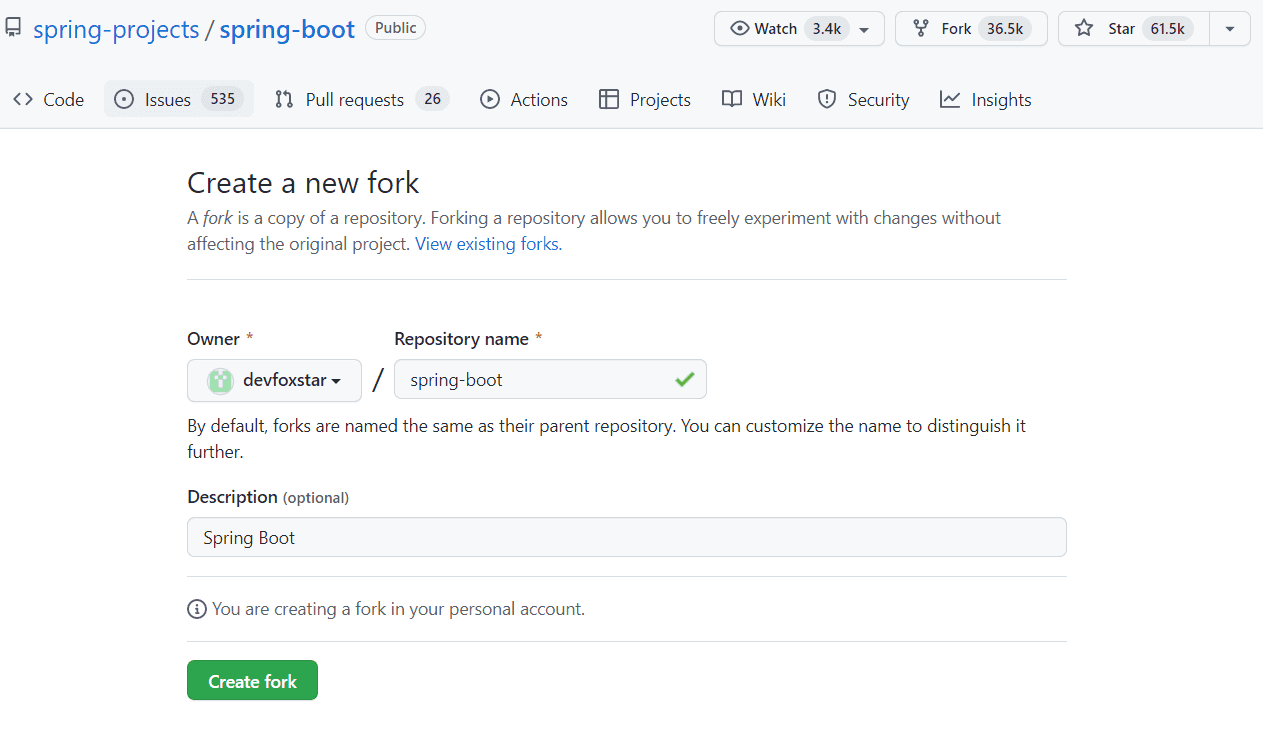 spring-projects / spring-boot Public Watch 3.4k Fork 36.5k Star 61.5k
Code Issues 535 Pull requests 26 Actions Projects Wiki Security Insights
Create a new fork
A fork is a copy of a repository. Forking a repository allows you to freely experiment with changes without
affecting the original project. View existing forks.
Owner * Repository name *
devfoxstar / spring-boot
By default, forks are named the same as their parent repository. You can customize the name to distinguish it
further.
Description (optional)
Spring Boot
You are creating a fork in your personal account.
Create fork